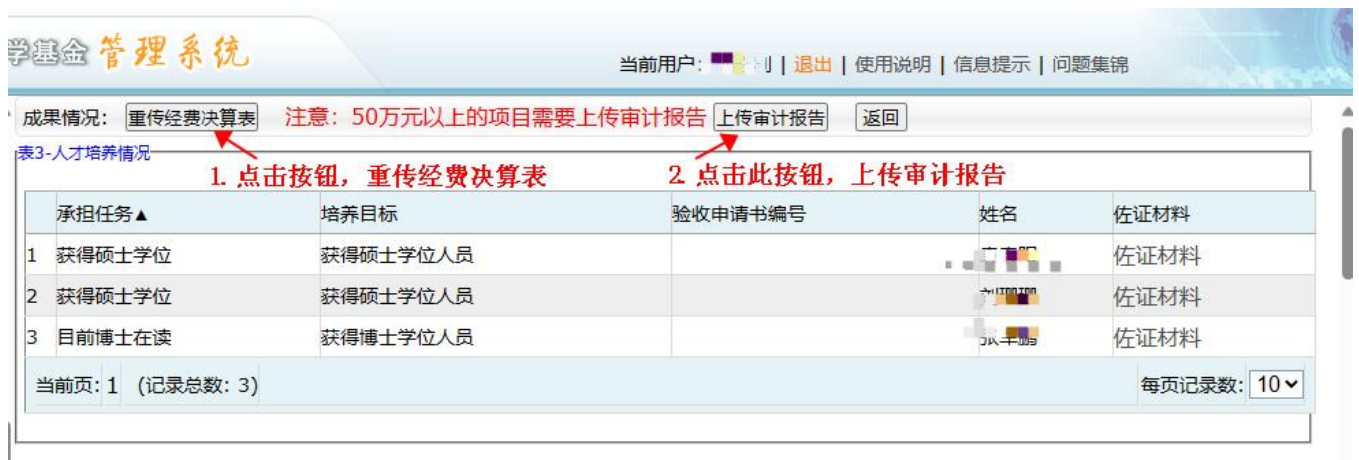 学基金管理系统
当前用户： | 退出 | 使用说明 | 信息提示 | 问题集锦
成果情况： 重传经费决算表 注意：50万元以上的项目需要上传审计报告 上传审计报告 返回
表3-人才培养情况
1. 点击按钮，重传经费决算表 2. 点击此按钮，上传审计报告
承担任务▲ 培养目标 验收申请书编号 姓名 佐证材料
1 获得硕士学位 获得硕士学位人员 佐证材料
2 获得硕士学位 获得硕士学位人员 佐证材料
3 目前博士在读 获得博士学位人员 佐证材料
当前页: 1 (记录总数: 3) 每页记录数: 10